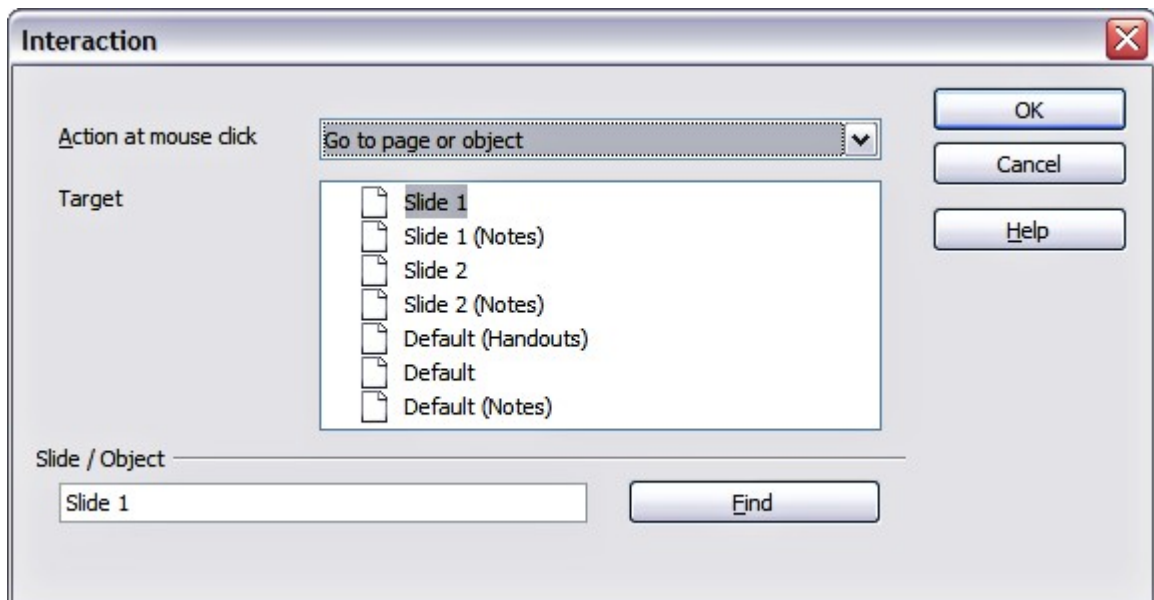 Interaction
Action at mouse click
Go to page or object
OK
Cancel
Help
Target
Slide 1
Slide 1 (Notes)
Slide 2
Slide 2 (Notes)
Default (Handouts)
Default
Default (Notes)
Slide / Object
Slide 1
Find